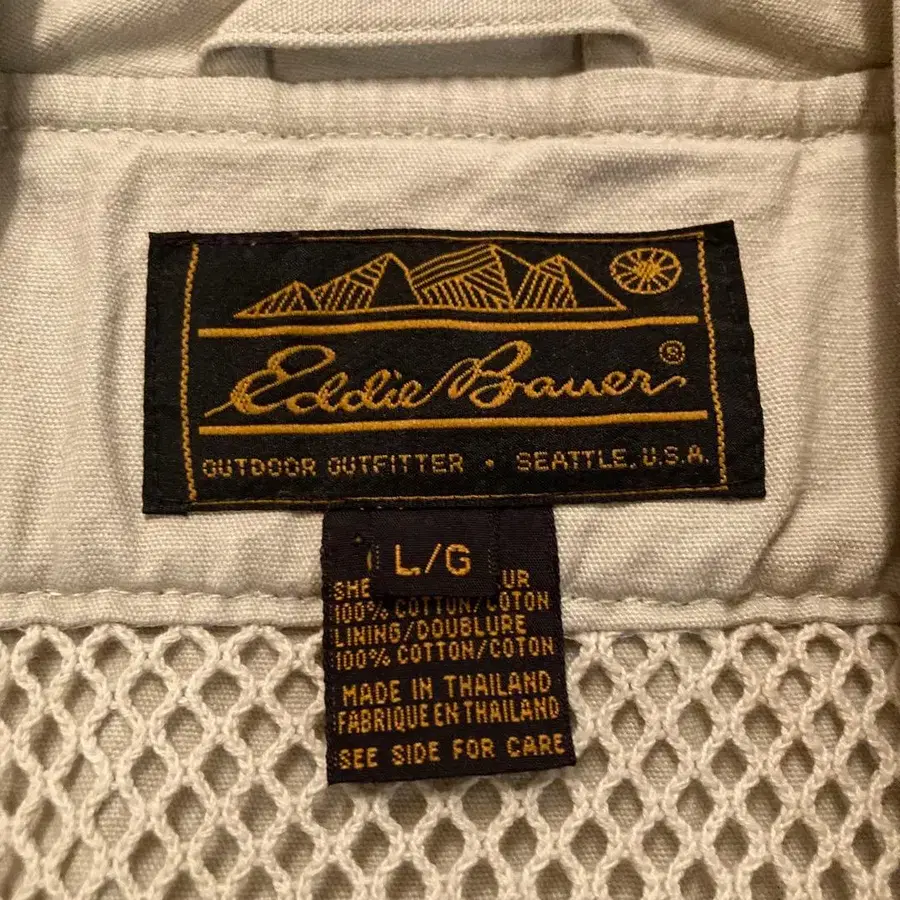 Eddie Bauer®
OUTDOOR OUTFITTER • SEATTLE, U.S.A.
L/G
100% COTTON/COTON
LINING/DOUBLURE
100% COTTON/COTON
MADE IN THAILAND
FABRIQUE EN THAILAND
SEE SIDE FOR CARE